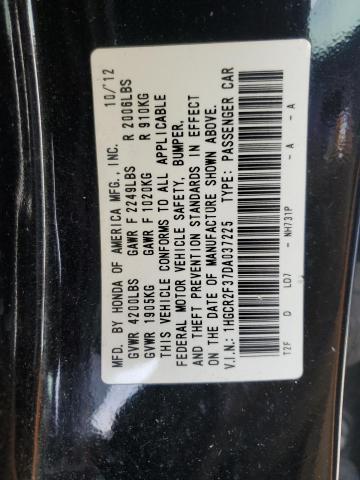 MFD. BY HONDA OF AMERICA MFG., INC. 10/12
GVWR 4200LBS GAWR F 2249LBS R 2006LBS
GVWR 1905KG GAWR F 1020KG R 910KG
THIS VEHICLE CONFORMS TO ALL APPLICABLE
FEDERAL MOTOR VEHICLE SAFETY, BUMPER,
AND THEFT PREVENTION STANDARDS IN EFFECT
ON THE DATE OF MANUFACTURE SHOWN ABOVE.
V.I.N.: 1HGCR2F37DA037225 TYPE: PASSENGER CAR
T2F D LD7 - NH731P - A - A